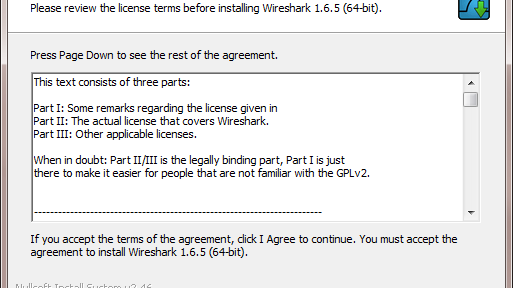 Please review the license terms before installing Wireshark 1.6.5 (64-bit).
Press Page Down to see the rest of the agreement.
This text consists of three parts:
Part I: Some remarks regarding the license given in
Part II: The actual license that covers Wireshark.
Part III: Other applicable licenses.
When in doubt: Part II/III is the legally binding part, Part I is just
there to make it easier for people that are not familiar with the GPLv2.
------------------------------------------------------------------------
If you accept the terms of the agreement, click I Agree to continue. You must accept the
agreement to install Wireshark 1.6.5 (64-bit).
Nullsoft Install System v2.46